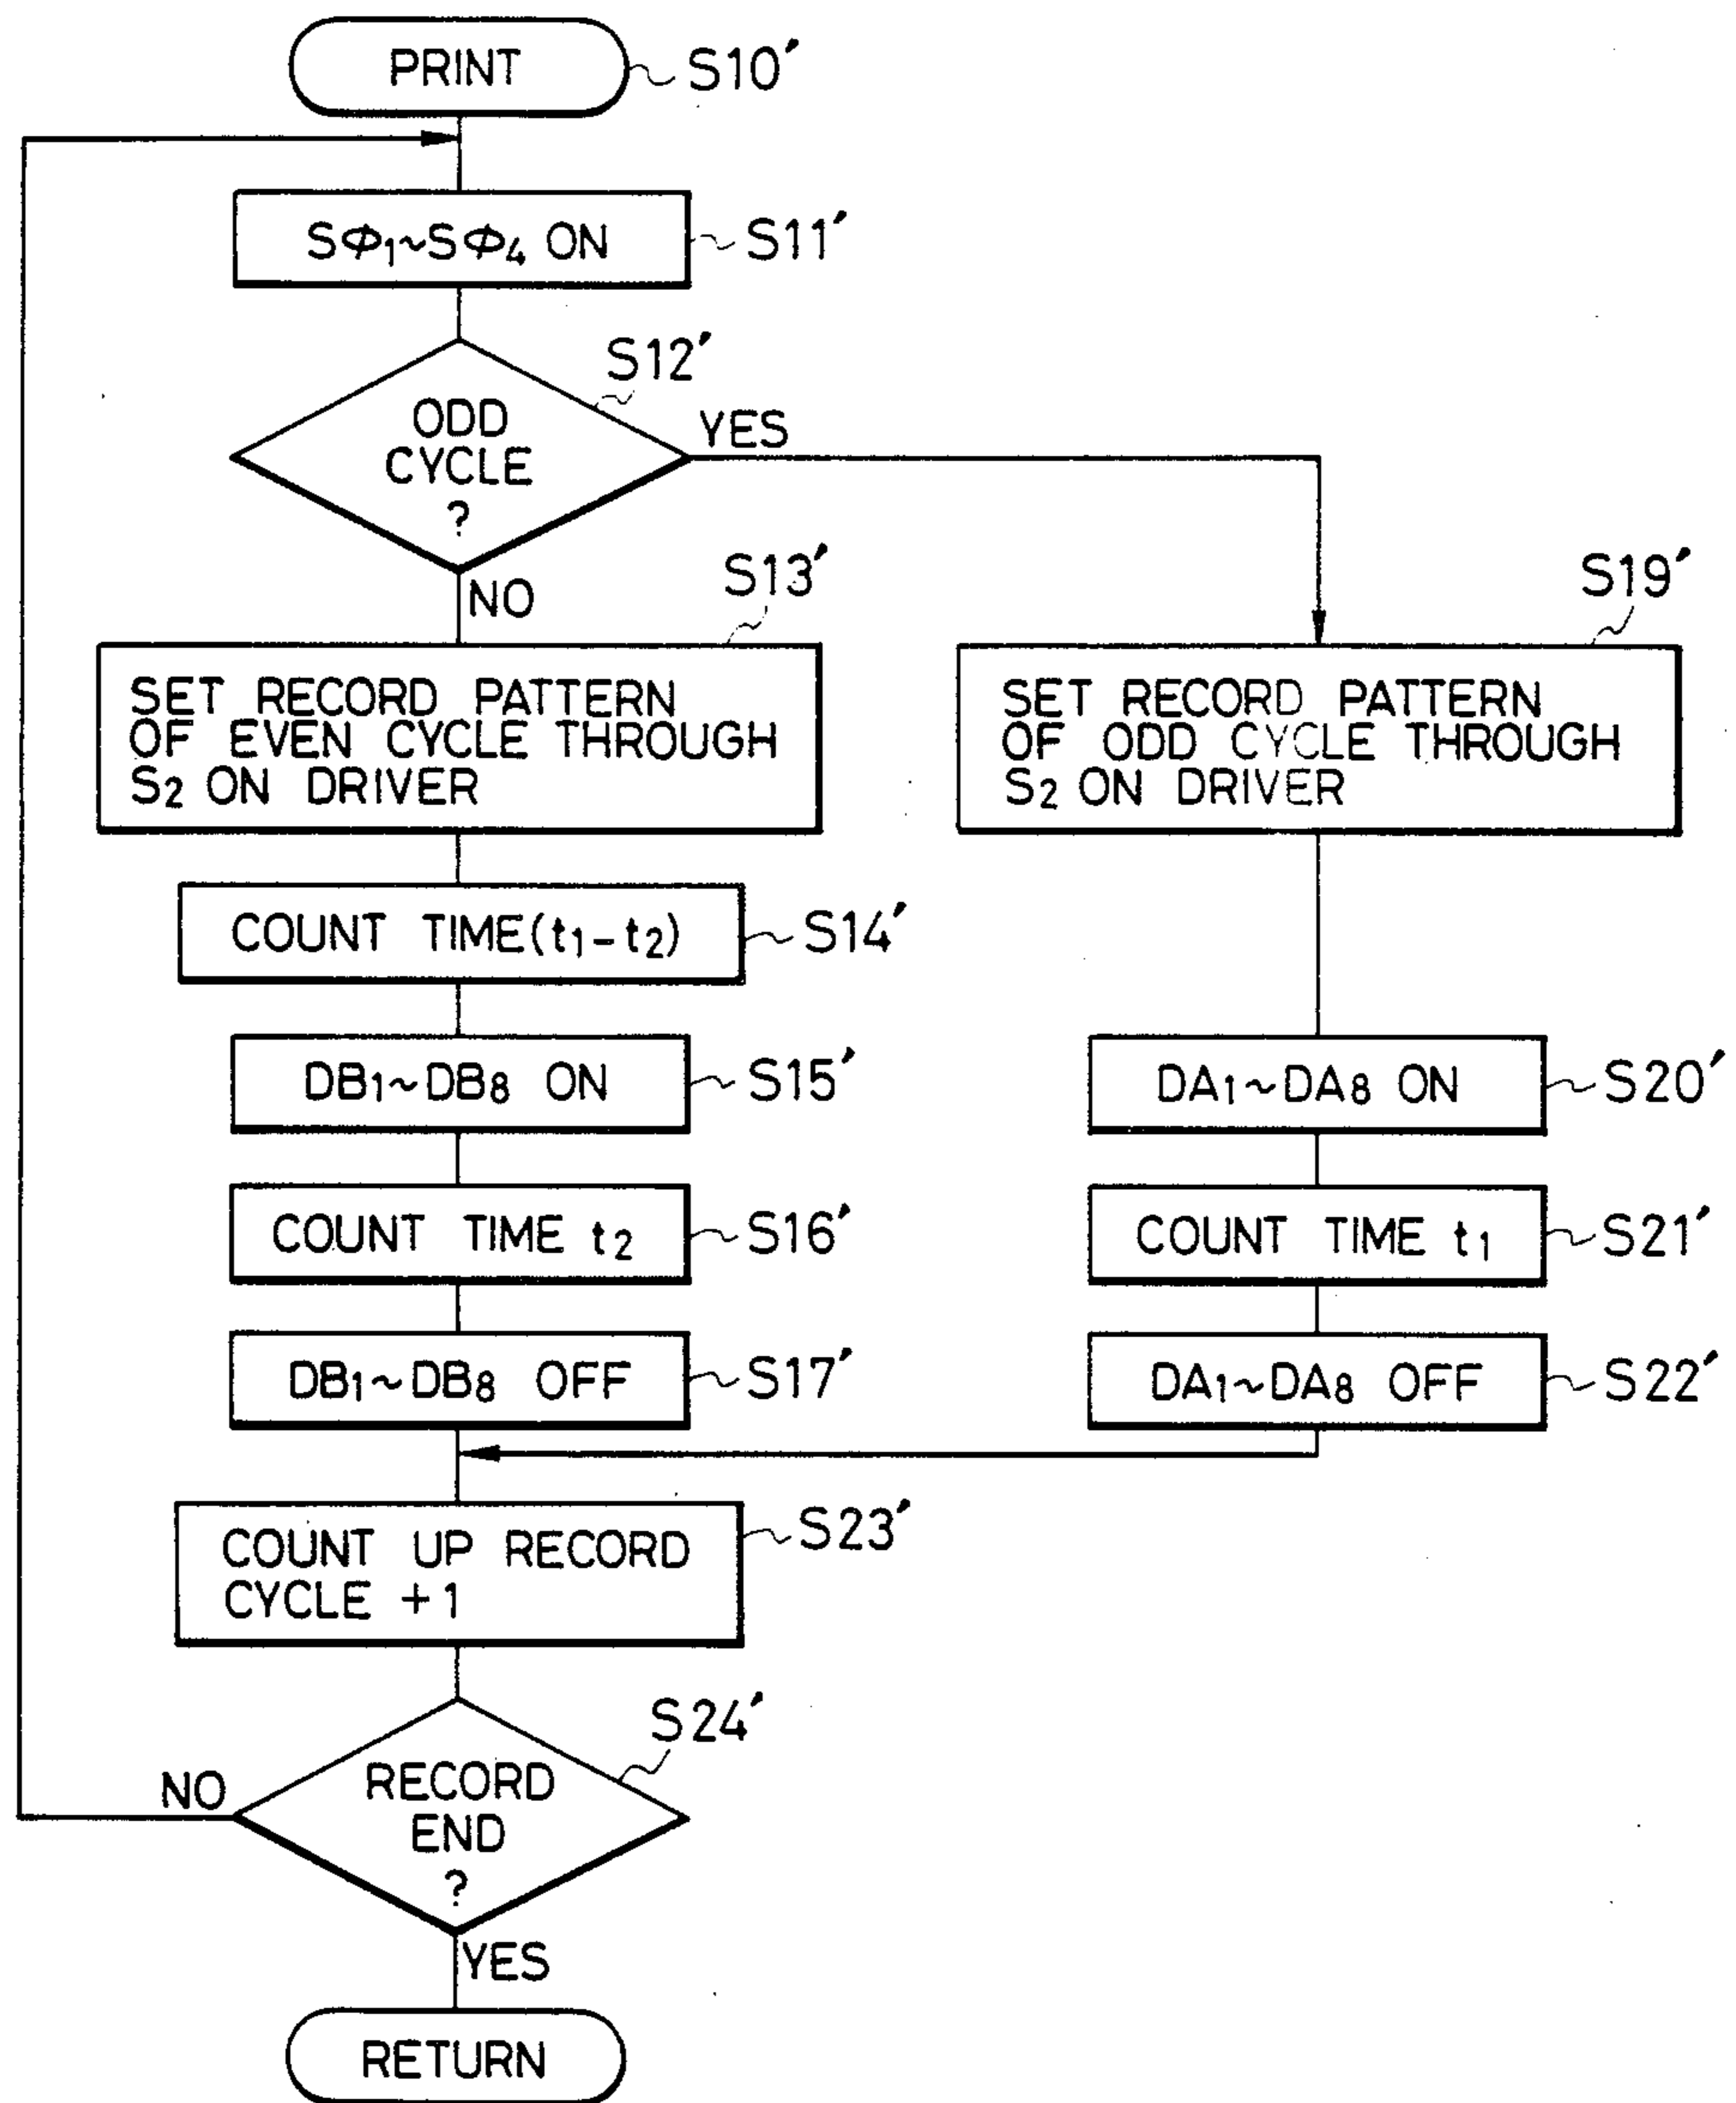 PRINT
S10'
SΦ1~SΦ4 ON
S11'
S12'
ODD
CYCLE
?
YES
NO
S13'
SET RECORD PATTERN
OF EVEN CYCLE THROUGH
S2 ON DRIVER
S19'
SET RECORD PATTERN
OF ODD CYCLE THROUGH
S2 ON DRIVER
COUNT TIME(t1-t2)
S14'
DB1~DB8 ON
S15'
DA1~DA8 ON
S20'
COUNT TIME t2
S16'
COUNT TIME t1
S21'
DB1~DB8 OFF
S17'
DA1~DA8 OFF
S22'
COUNT UP RECORD
CYCLE +1
S23'
S24'
RECORD
END
?
NO
YES
RETURN